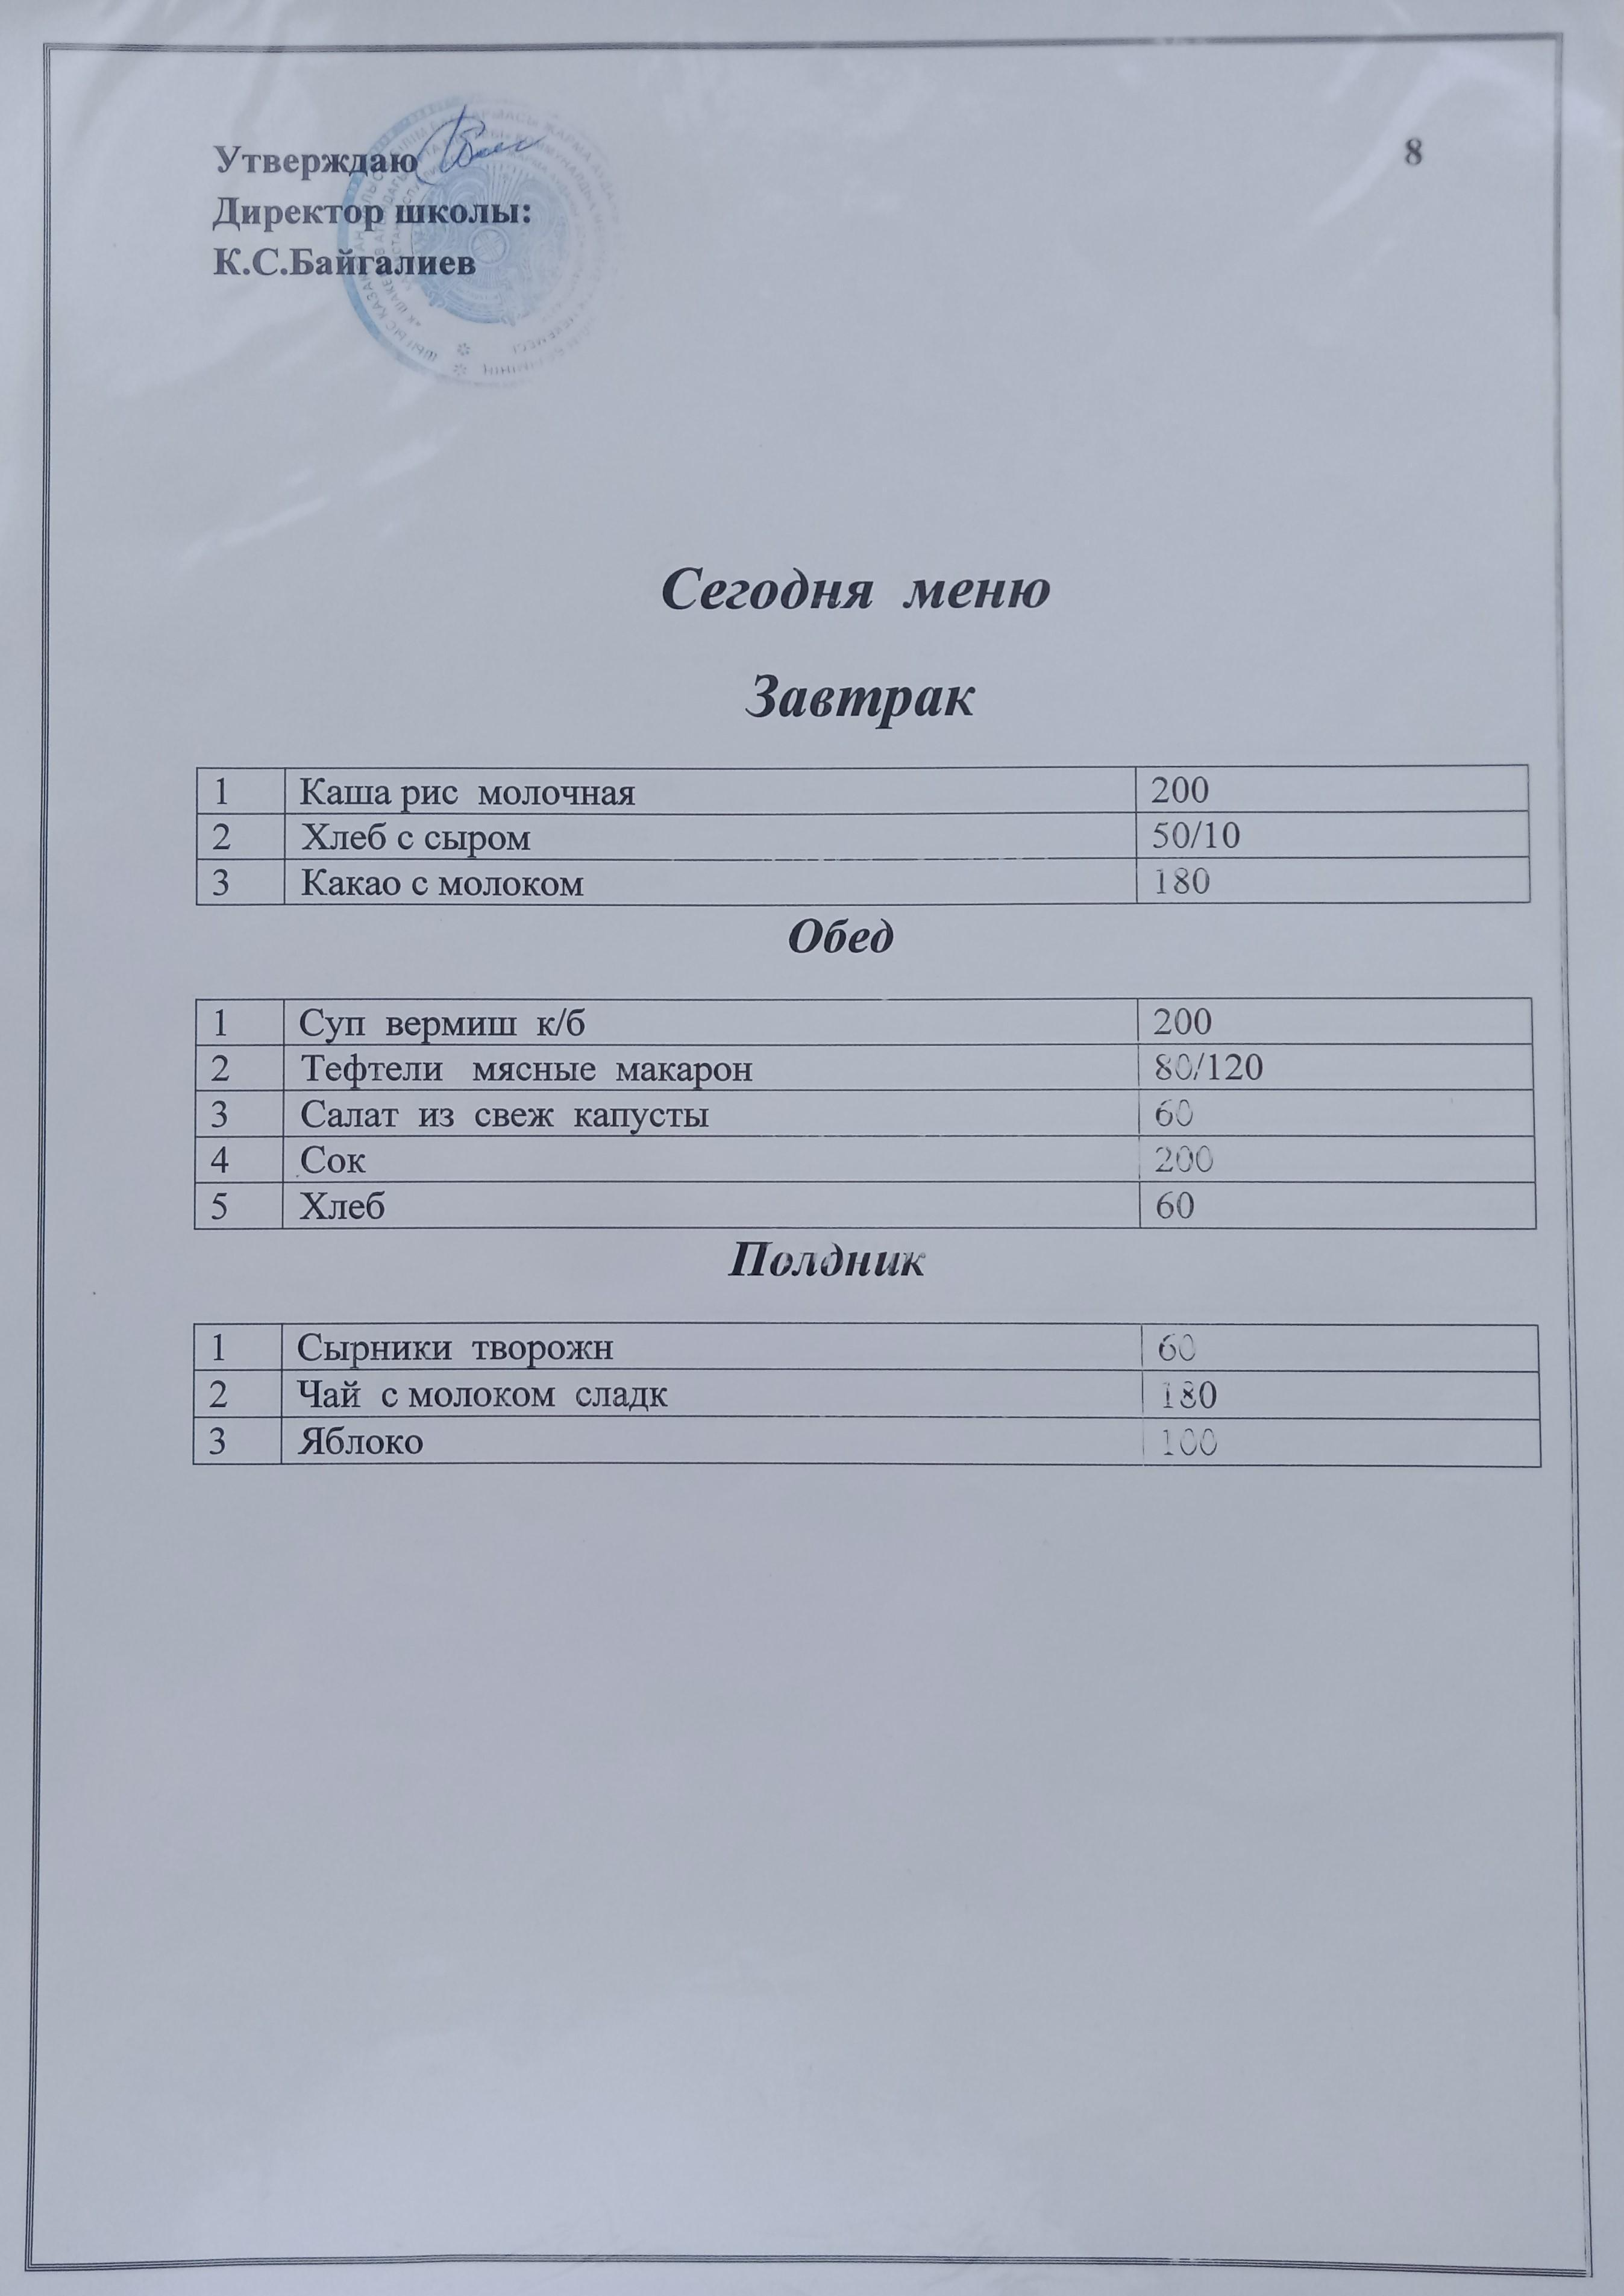 Утверждаю
8
Директор школы:
К.С.Байгалиев
Сегодня меню
Завтрак
1 Каша рис молочная 200
2 Хлеб с сыром 50/10
3 Какао с молоком 180
Обед
1 Суп вермиш к/б 200
2 Тефтели мясные макарон 80/120
3 Салат из свеж капусты 60
4 Сок 200
5 Хлеб 60
Полдник
1 Сырники творожн 60
2 Чай с молоком сладк 180
3 Яблоко 100